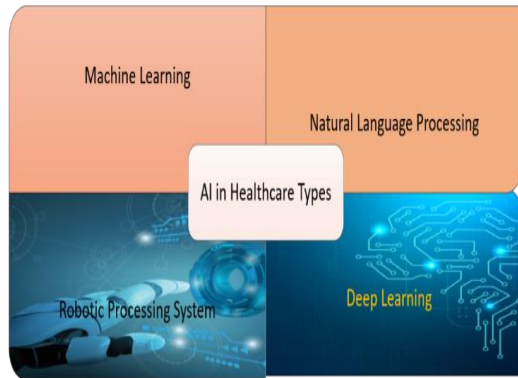 Machine Learning
Natural Language Processing
AI in Healthcare Types
Robotic Processing System
Deep Learning